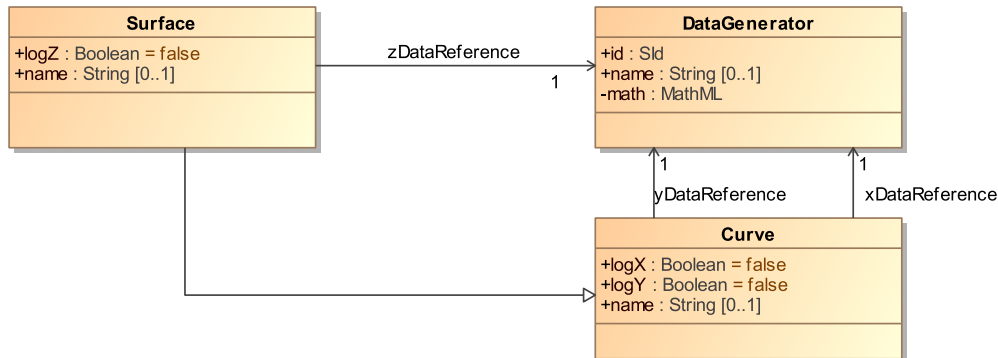 Surface
+logZ : Boolean = false
+name : String [0..1]
zDataReference
1
DataGenerator
+id : SId
+name : String [0..1]
-math : MathML
1
1
yDataReference
xDataReference
Curve
+logX : Boolean = false
+logY : Boolean = false
+name : String [0..1]